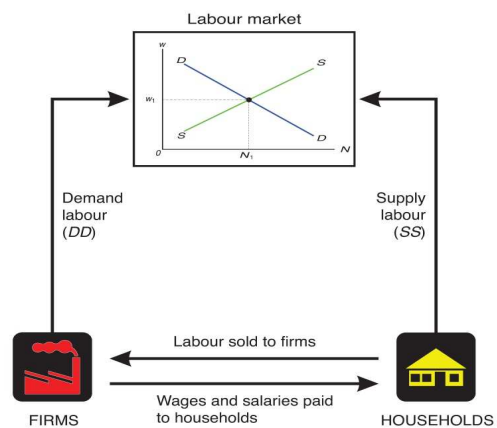 Labour market
w
D
S
w₁
S
D
0
N₁
N
Demand
labour
(DD)
Supply
labour
(SS)
Labour sold to firms
Wages and salaries paid
to households
FIRMS
HOUSEHOLDS